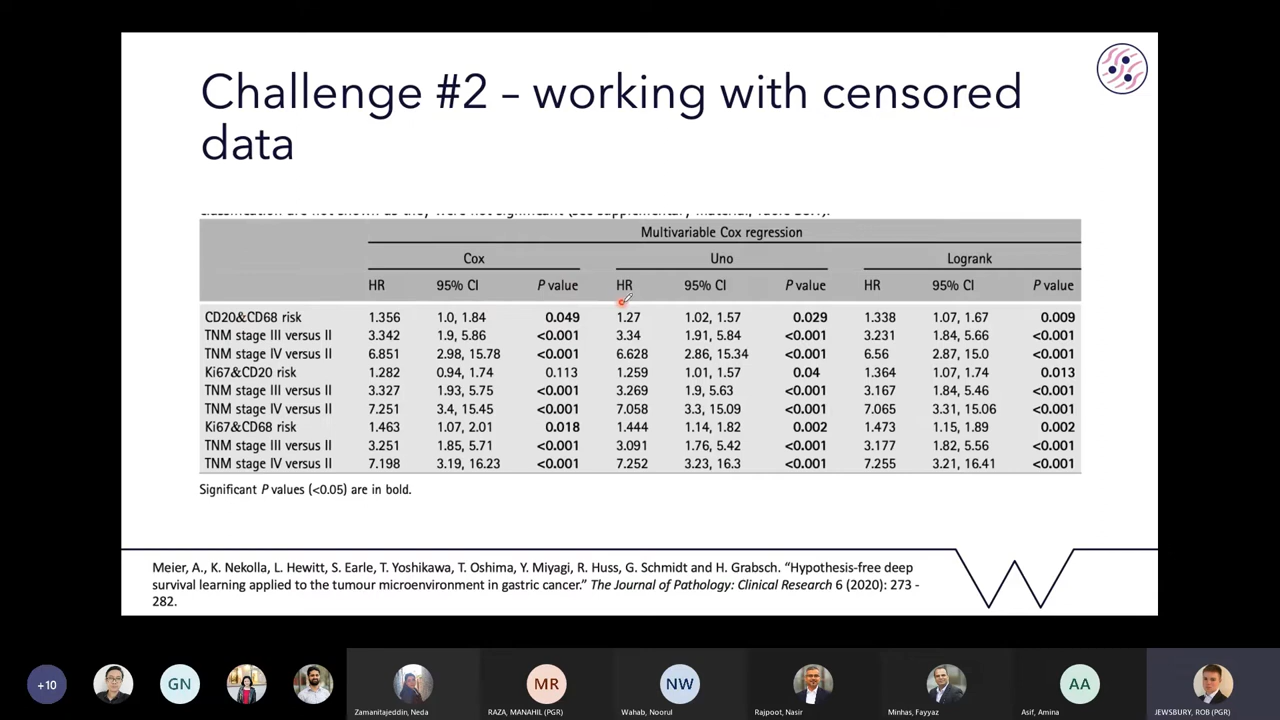 Challenge #2 – working with censored
data
classification are not shown as they were not significant (see supplementary material, Table
Multivariable Cox regression
Cox Uno Logrank
HR 95% CI P value HR 95% CI P value HR 95% CI P value
CD20&CD68 risk 1.356 1.0, 1.84 0.049 1.27 1.02, 1.57 0.029 1.338 1.07, 1.67 0.009
TNM stage III versus II 3.342 1.9, 5.86 <0.001 3.34 1.91, 5.84 <0.001 3.231 1.84, 5.66 <0.001
TNM stage IV versus II 6.851 2.98, 15.78 <0.001 6.628 2.86, 15.34 <0.001 6.56 2.87, 15.0 <0.001
Ki67&CD20 risk 1.282 0.94, 1.74 0.113 1.259 1.01, 1.57 0.04 1.364 1.07, 1.74 0.013
TNM stage III versus II 3.327 1.93, 5.75 <0.001 3.269 1.9, 5.63 <0.001 3.167 1.84, 5.46 <0.001
TNM stage IV versus II 7.251 3.4, 15.45 <0.001 7.058 3.3, 15.09 <0.001 7.065 3.31, 15.06 <0.001
Ki67&CD68 risk 1.463 1.07, 2.01 0.018 1.444 1.14, 1.82 0.002 1.473 1.15, 1.89 0.002
TNM stage III versus II 3.251 1.85, 5.71 <0.001 3.091 1.76, 5.42 <0.001 3.177 1.82, 5.56 <0.001
TNM stage IV versus II 7.198 3.19, 16.23 <0.001 7.252 3.23, 16.3 <0.001 7.255 3.21, 16.41 <0.001
Significant P values (<0.05) are in bold.
Meier, A., K. Nekolla, L. Hewitt, S. Earle, T. Yoshikawa, T. Oshima, Y. Miyagi, R. Huss, G. Schmidt and H. Grabsch. “Hypothesis-free deep
survival learning applied to the tumour microenvironment in gastric cancer.” The Journal of Pathology: Clinical Research 6 (2020): 273 -
282.
+10 GN MR NW AA
Zamanitajeddin, Neda RAZA, MANAHIL (PGR) Wahab, Noorul Rajpoot, Nasir Minhas, Fayyaz Asif, Amina JEWSBURY, ROB (PGR)